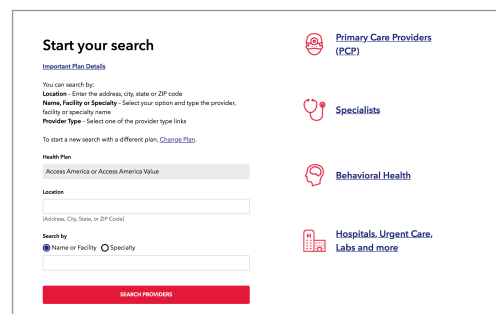 Start your search
Important Plan Details
You can search by:
Location - Enter the address, city, state or ZIP code
Name, Facility or Specialty - Select your option and type the provider,
facility or specialty name
Provider Type - Select one of the provider type links
To start a new search with a different plan, Change Plan.
Health Plan
Access America or Access America Value
Location
(Address, City, State, or ZIP Code)
Search by
Name or Facility
Specialty
SEARCH PROVIDERS
Primary Care Providers
(PCP)
Specialists
Behavioral Health
H
Hospitals, Urgent Care,
Labs and more